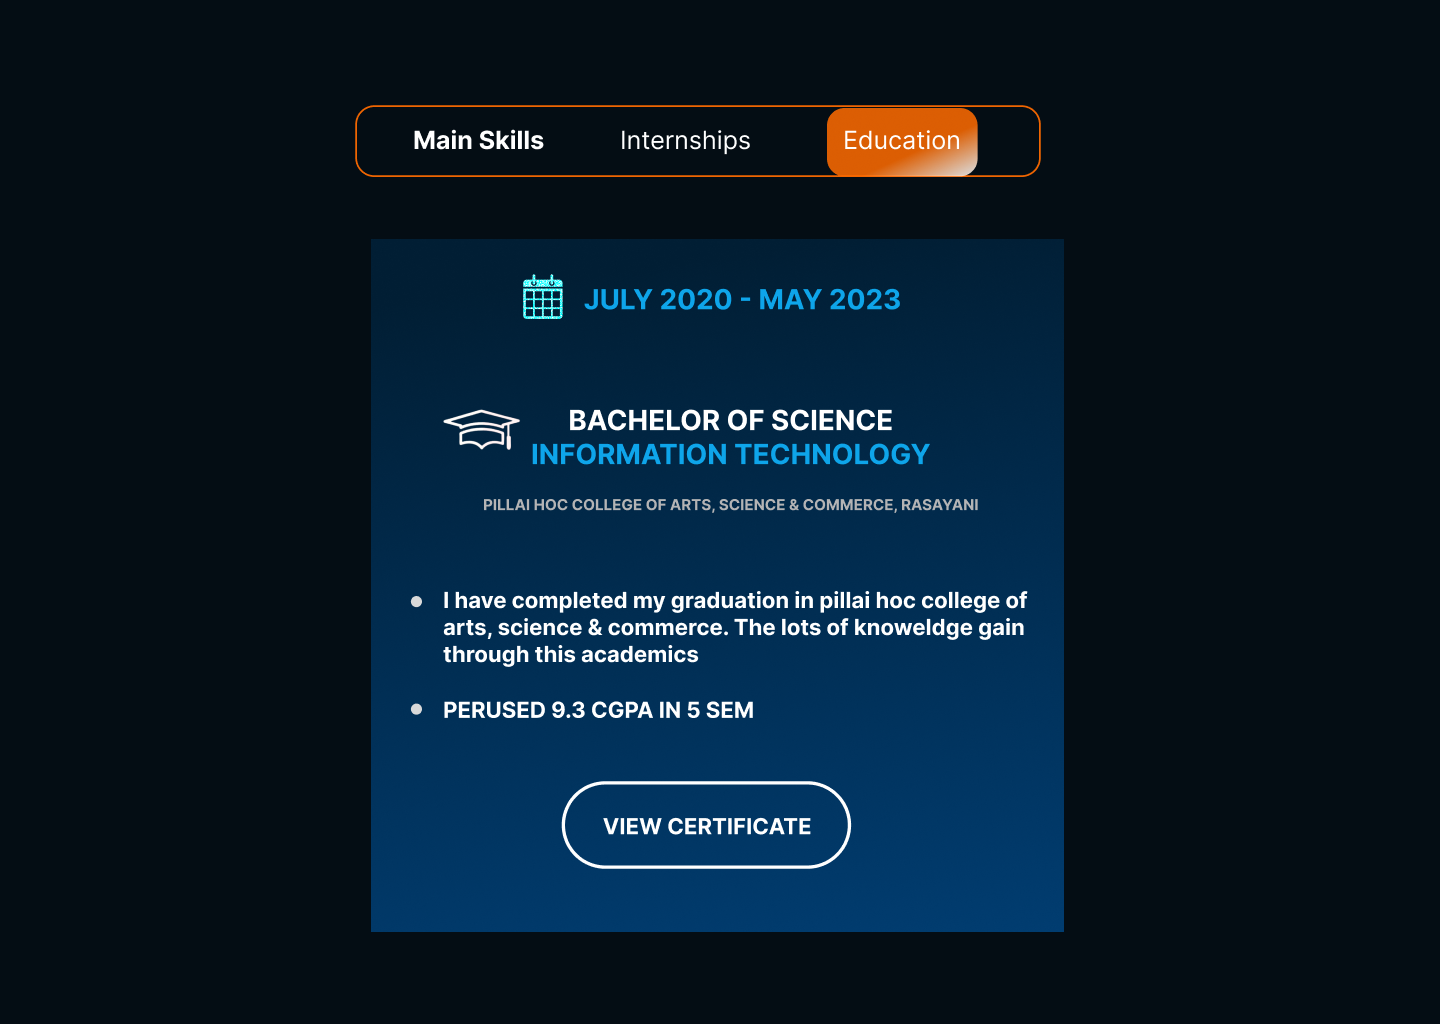 Main Skills Internships Education
JULY 2020 - MAY 2023
BACHELOR OF SCIENCE
INFORMATION TECHNOLOGY
PILLAI HOC COLLEGE OF ARTS, SCIENCE & COMMERCE, RASAYANI
I have completed my graduation in pillai hoc college of
arts, science & commerce. The lots of knoweldge gain
through this academics
PERUSED 9.3 CGPA IN 5 SEM
VIEW CERTIFICATE